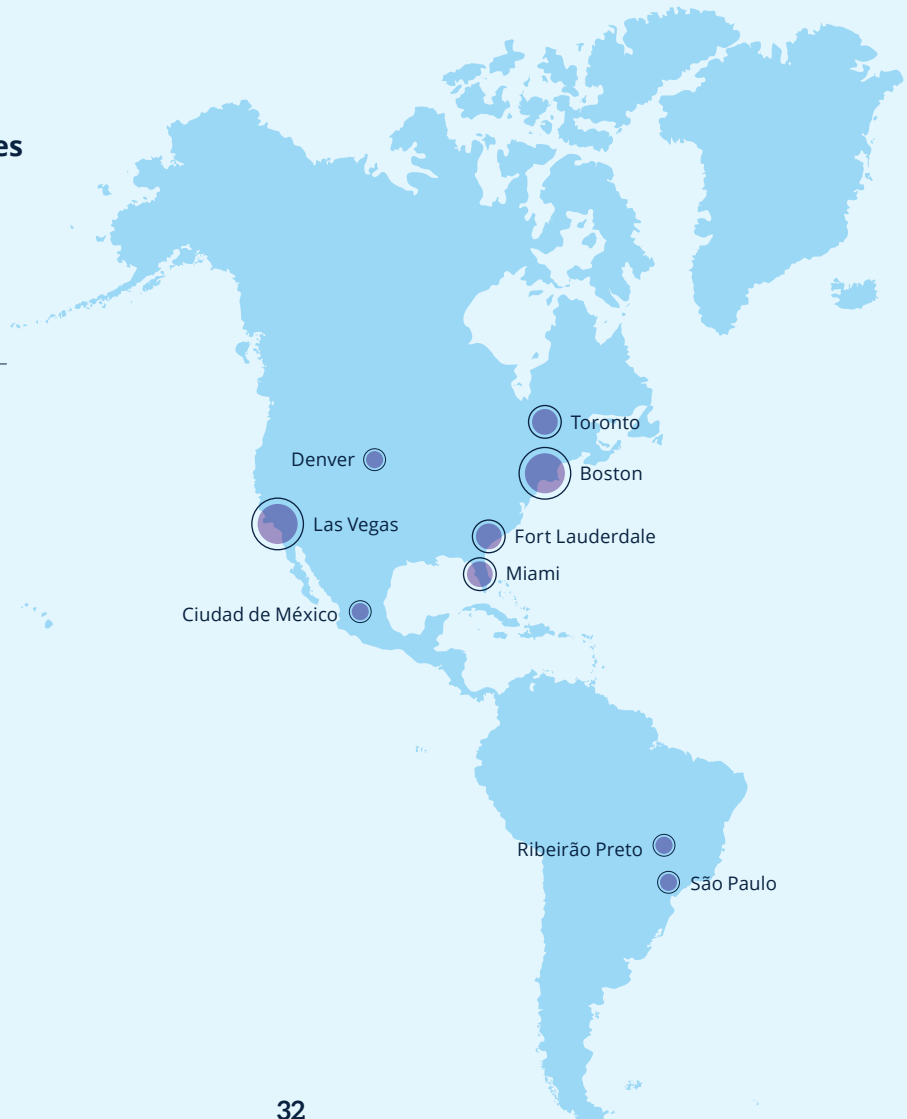 es
Toronto
Denver
Boston
Las Vegas
Fort Lauderdale
Miami
Ciudad de México
Ribeirão Preto
São Paulo
32